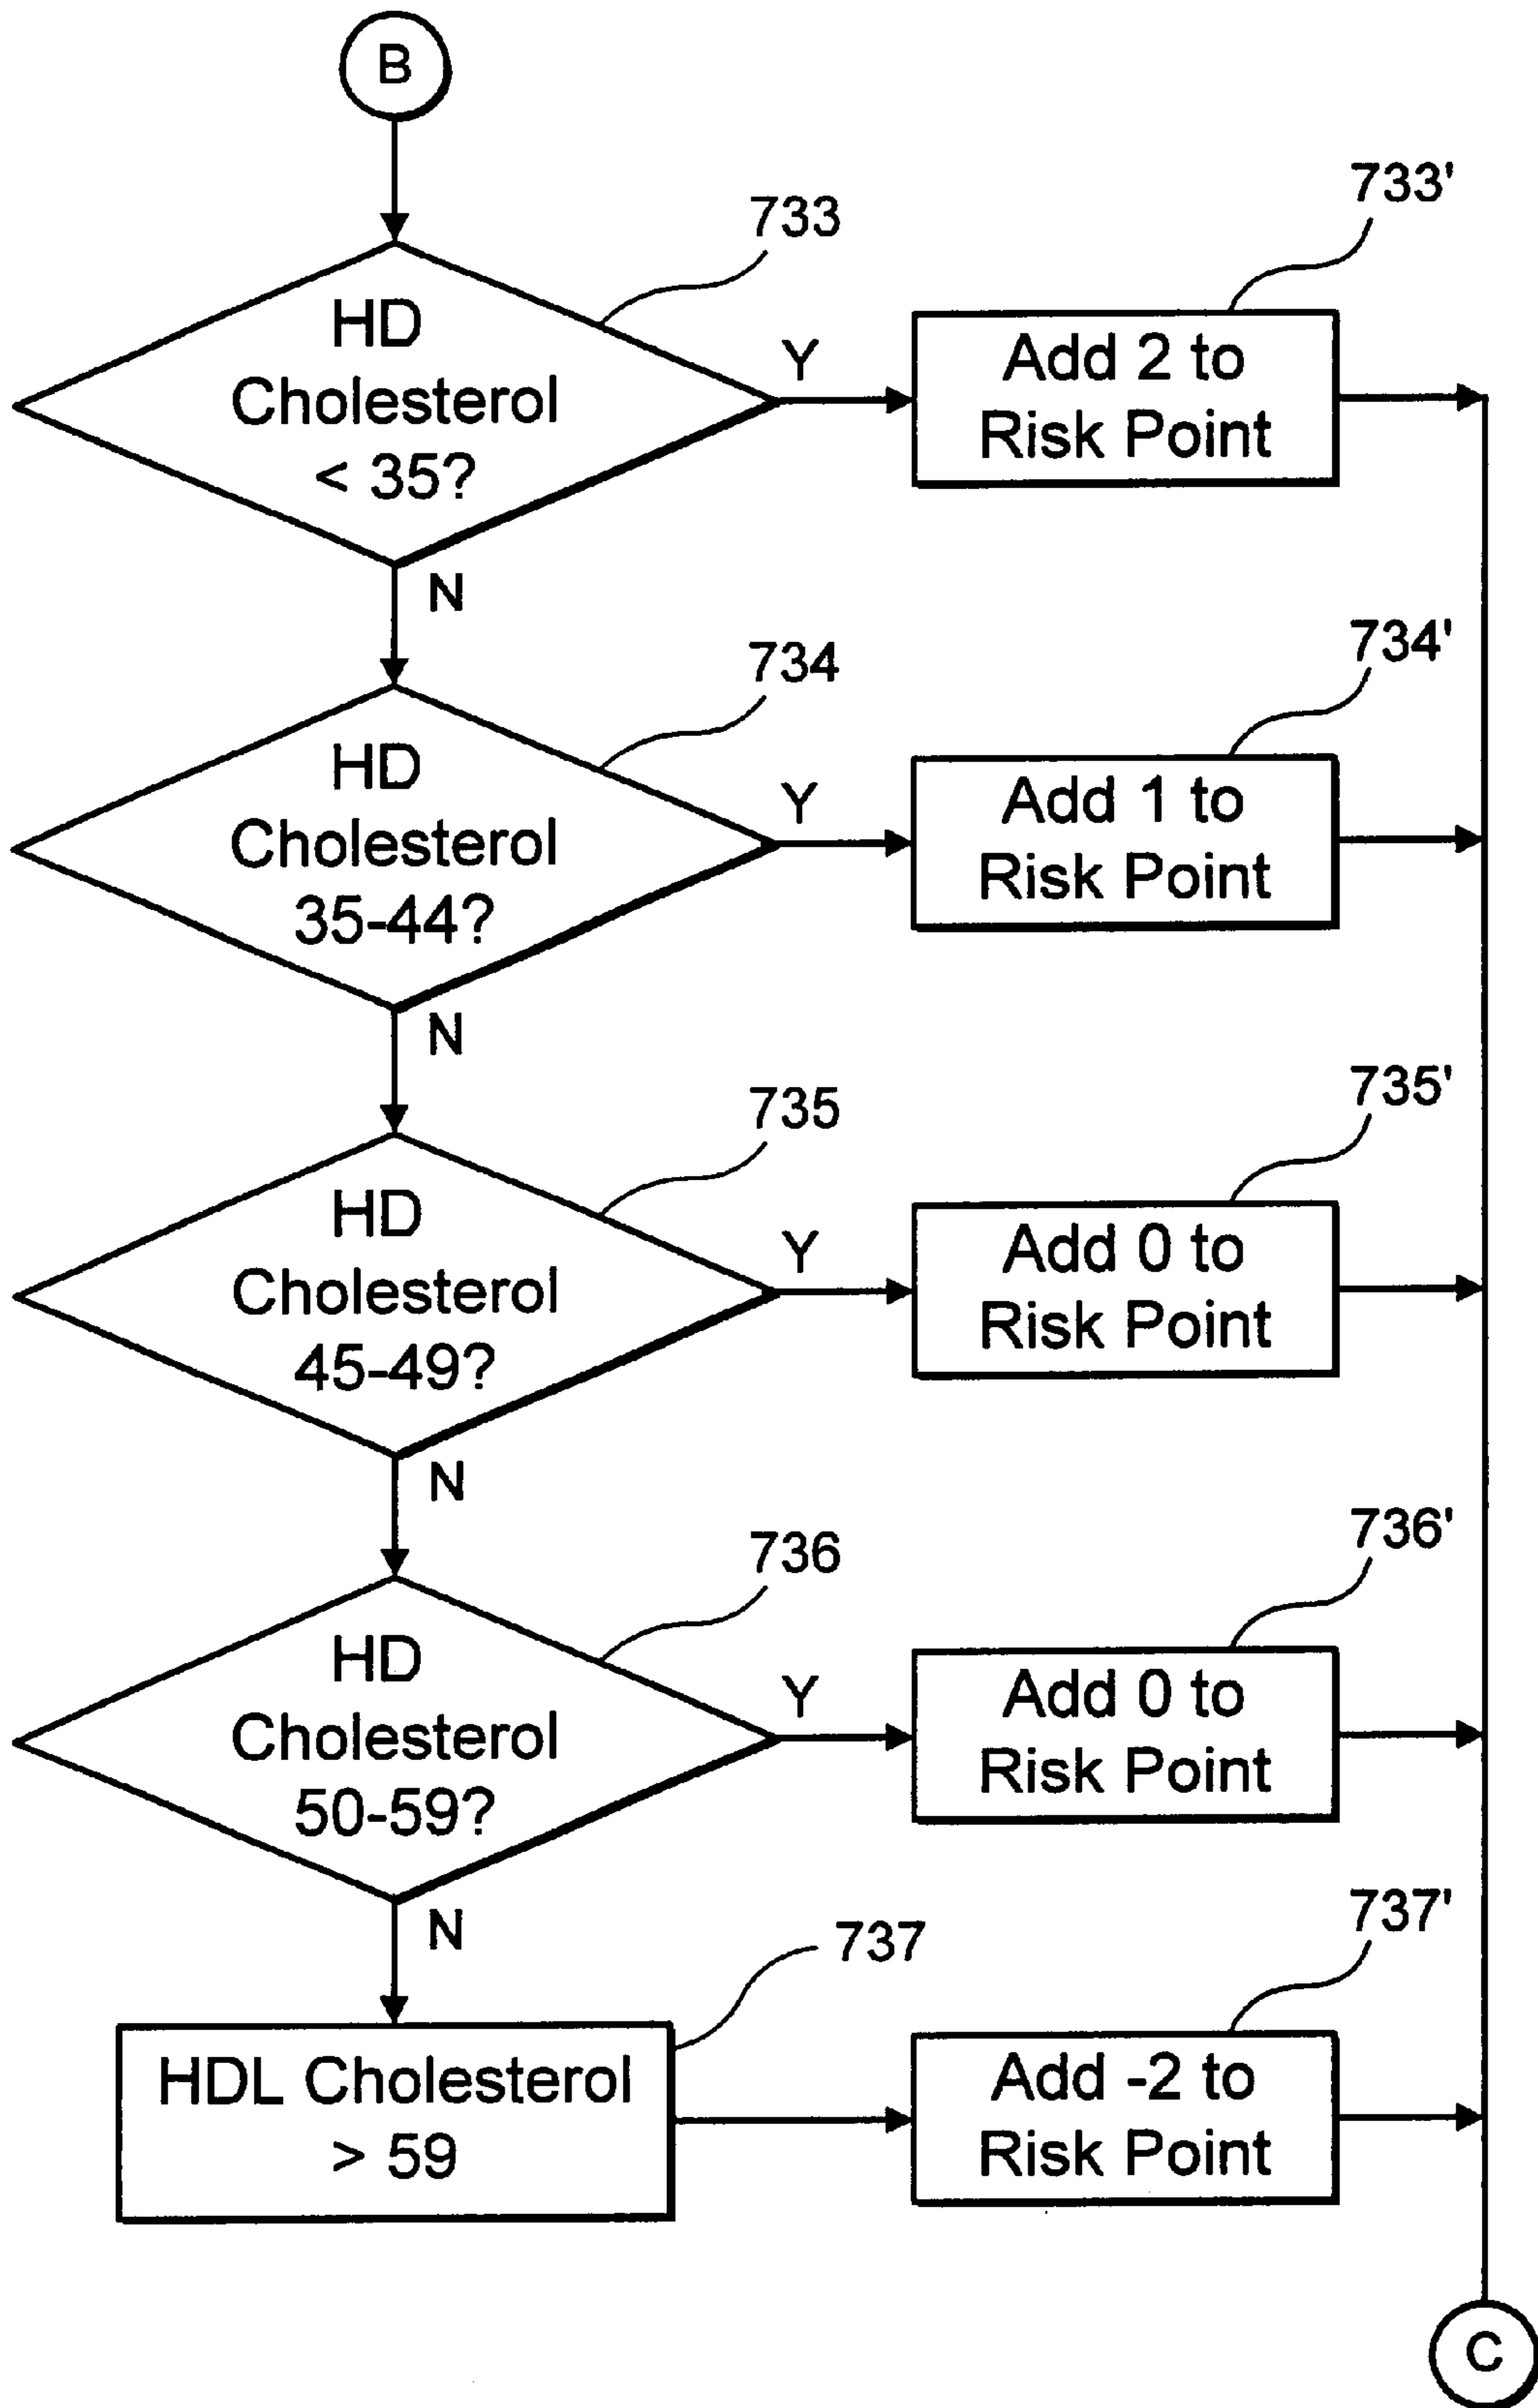 B
733
733'
HD
Cholesterol
< 35?
Y
Add 2 to
Risk Point
N
734
734'
HD
Cholesterol
35-44?
Y
Add 1 to
Risk Point
N
735
735'
HD
Cholesterol
45-49?
Y
Add 0 to
Risk Point
N
736
736'
HD
Cholesterol
50-59?
Y
Add 0 to
Risk Point
N
737
737'
HDL Cholesterol
> 59
Add -2 to
Risk Point
C